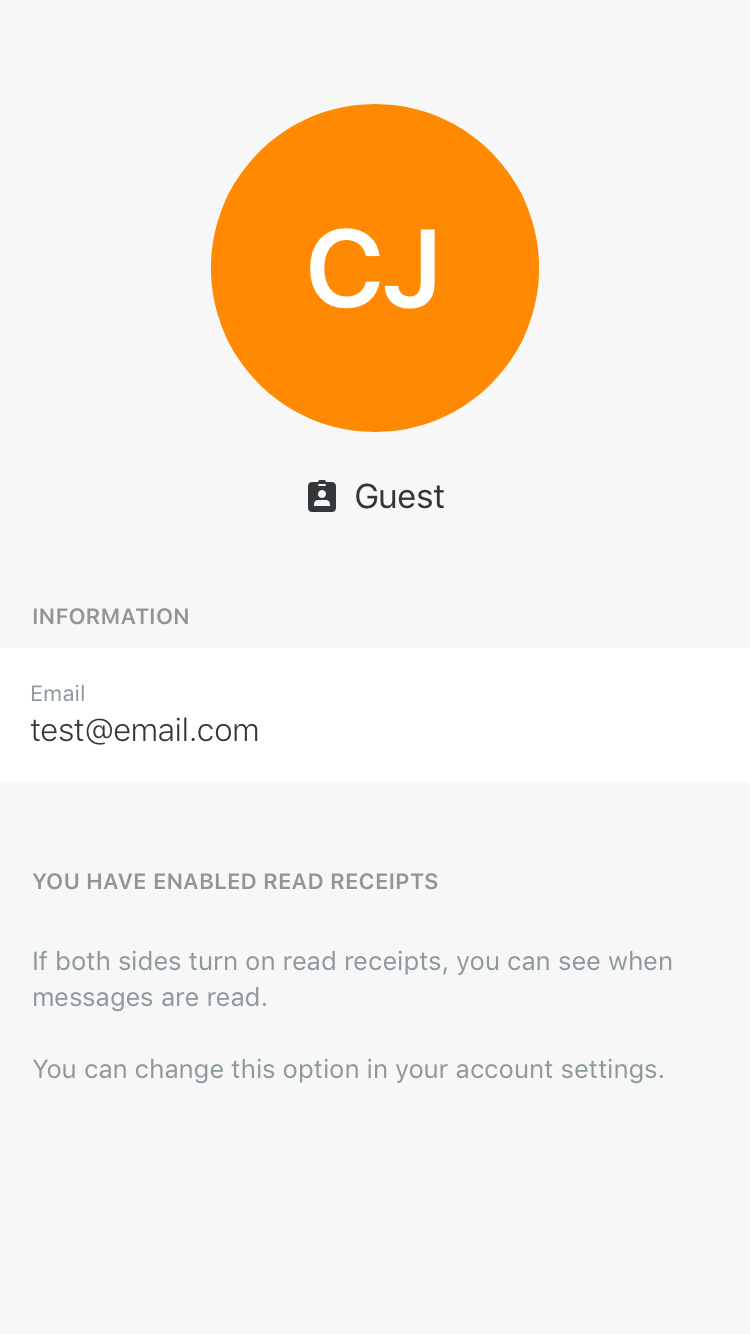 CJ
Guest
INFORMATION
Email
test@email.com
YOU HAVE ENABLED READ RECEIPTS
If both sides turn on read receipts, you can see when
messages are read.
You can change this option in your account settings.